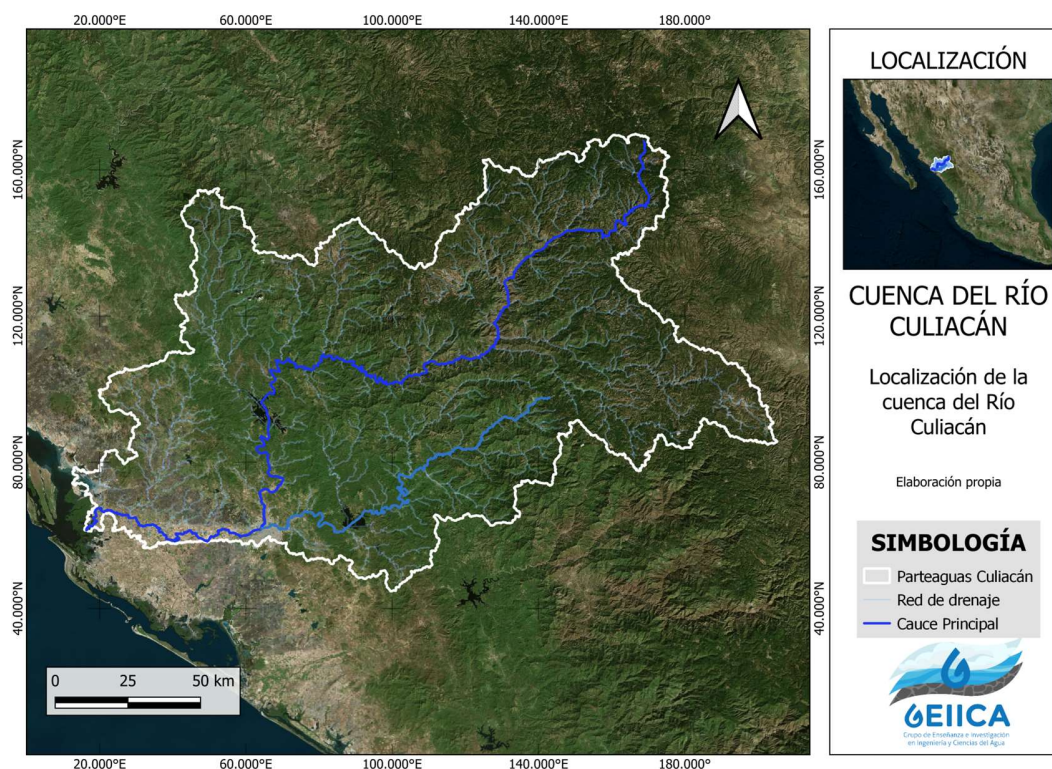 20.000°E 60.000°E 100.000°E 140.000°E 180.000°E
160.000°N
120.000°N
80.000°N
40.000°N
0 25 50 km
20.000°E 60.000°E 100.000°E 140.000°E 180.000°E
160.000°N
120.000°N
80.000°N
40.000°N
LOCALIZACIÓN
CUENCA DEL RÍO
CULIACÁN
Localización de la
cuenca del Río
Culiacán
Elaboración propia
SIMBOLOGÍA
Parteaguas Culiacán
Red de drenaje
Cauce Principal
GEIICA
Grupo de Enseñanza e Investigación
en Ingeniería y Ciencias del Agua